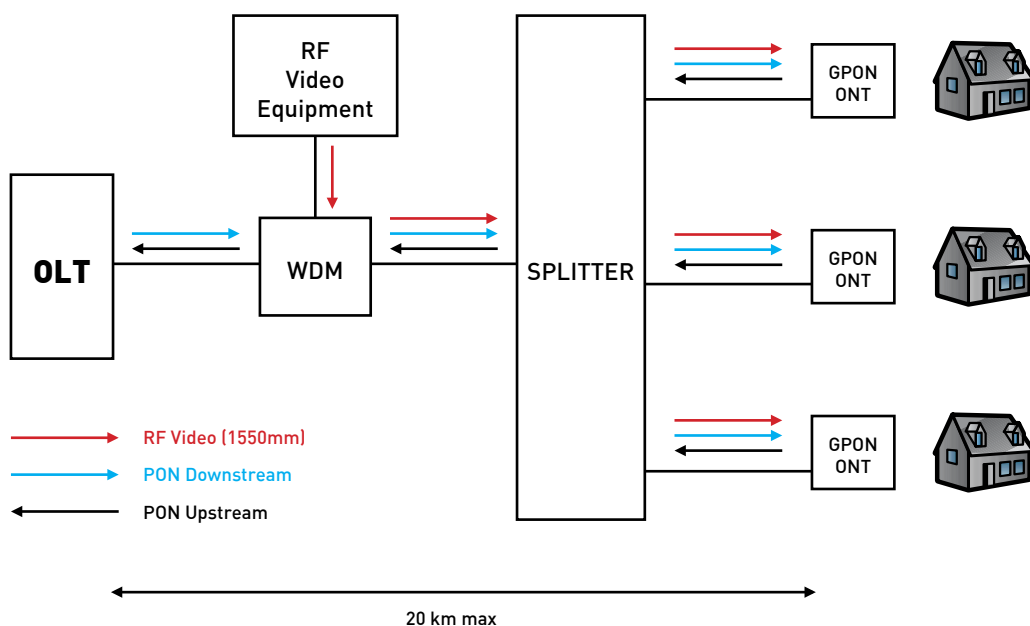 RF
Video
Equipment
OLT
WDM
SPLITTER
GPON
ONT
GPON
ONT
GPON
ONT
RF Video (1550mm)
PON Downstream
PON Upstream
20 km max